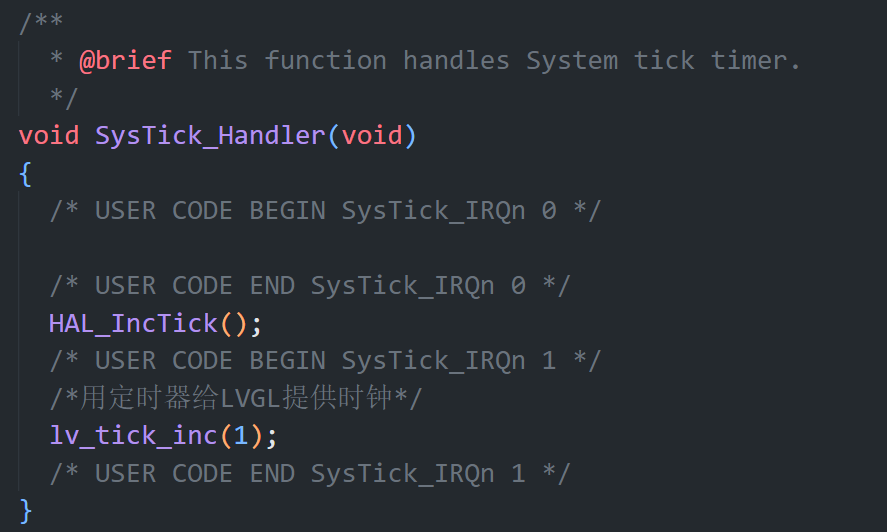 /**
* @brief This function handles System tick timer.
*/
void SysTick_Handler(void)
{
/* USER CODE BEGIN SysTick_IRQn 0 */
/* USER CODE END SysTick_IRQn 0 */
HAL_IncTick();
/* USER CODE BEGIN SysTick_IRQn 1 */
/*用定时器给LVGL提供时钟*/
lv_tick_inc(1);
/* USER CODE END SysTick_IRQn 1 */
}